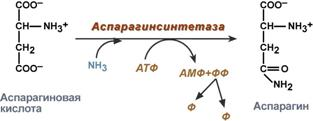 COO⁻
CH–NH₃⁺
CH₂
COO⁻
Аспарагиновая
кислота
Аспарагинсинтетаза
NH₃
АТФ
АМФ+ФФ
Ф
Ф
COO⁻
CH–NH₃⁺
CH₂
C=O
NH₂
Аспарагин